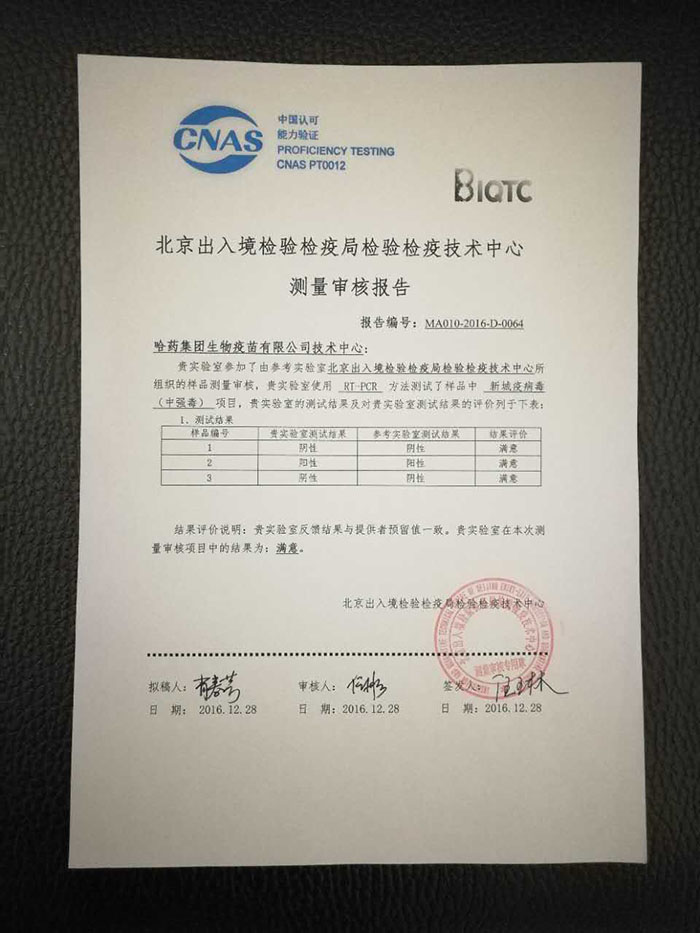 CNAS
中国认可
能力验证
PROFICIENCY TESTING
CNAS PT0012
BIQTC
北京出入境检验检疫局检验检疫技术中心
测量审核报告
报告编号：MA010-2016-D-0064
哈药集团生物疫苗有限公司技术中心：
贵实验室参加了由参考实验室北京出入境检验检疫局检验检疫技术中心所
组织的样品测量审核，贵实验室使用 RT-PCR 方法测试了样品中 新城疫病毒
（中强毒） 项目，贵实验室的测试结果及对贵实验室测试结果的评价列于下表：
1、测试结果
样品编号 贵实验室测试结果 参考实验室测试结果 结果评价
1 阴性 阴性 满意
2 阳性 阳性 满意
3 阴性 阴性 满意
结果评价说明：贵实验室反馈结果与提供者预留值一致。贵实验室在本次测
量审核项目中的结果为：满意。
北京出入境检验检疫局检验检疫技术中心
测量审核专用章
拟稿人： 审核人： 签发人：
日 期： 2016.12.28 日 期： 2016.12.28 日 期：2016.12.28